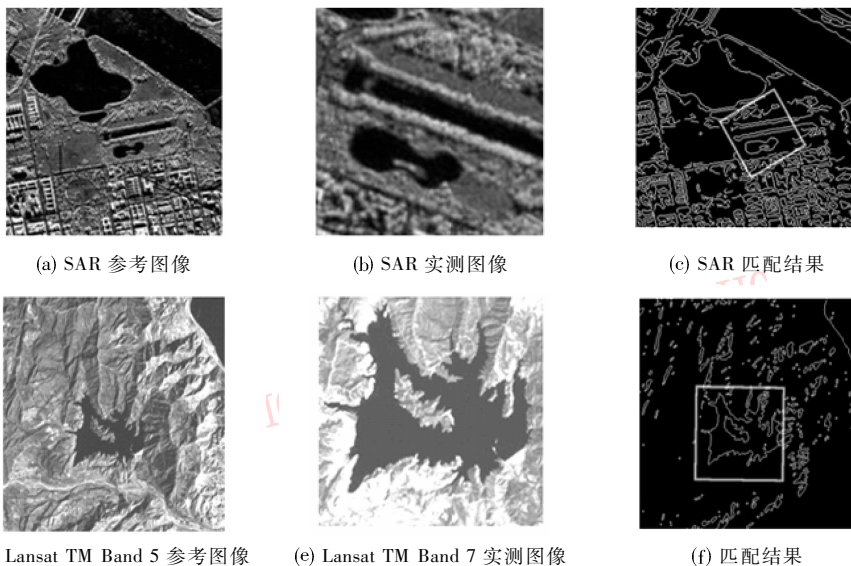 (a) SAR 参考图像
(b) SAR 实测图像
(c) SAR 匹配结果
Lansat TM Band 5 参考图像
(e) Lansat TM Band 7 实测图像
(f) 匹配结果